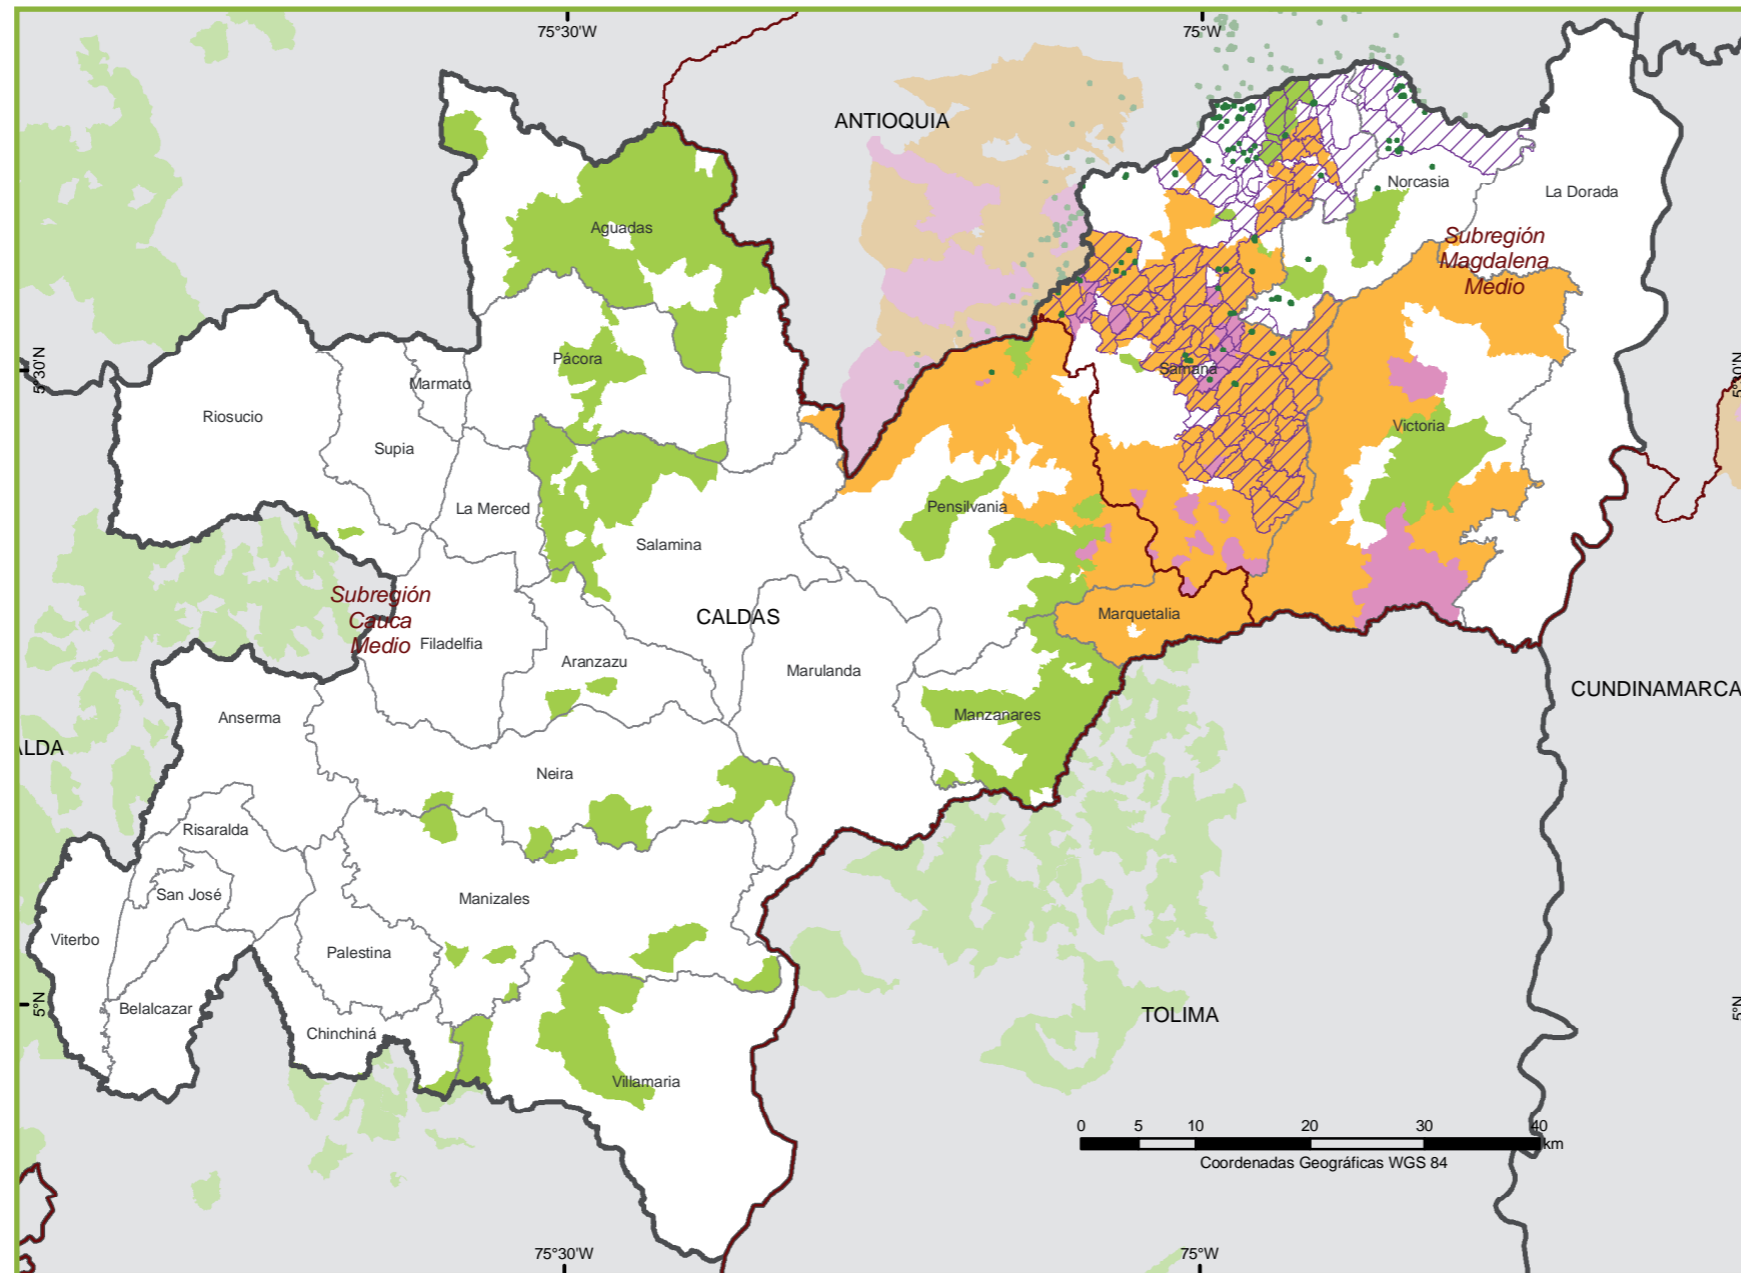 75°30'W
75°W
ANTIOQUIA
Norcasia
La Dorada
Aguadas
Subregión
Magdalena
Medio
5°30'N
Pácora
Marmato
Samaná
Riosucio
Victoria
Supia
La Merced
Pensilvania
Salamina
Subregión
Cauca
Medio
CALDAS
Marquetalia
Filadelfia
Aranzazu
Marulanda
CUNDINAMARCA
Anserma
Manzanares
ALDA
Neira
Risaralda
San José
Manizales
Viterbo
Palestina
5°N
5°N
Belalcazar
TOLIMA
Chinchiná
Villamaria
0 5 10 20 30 40
km
Coordenadas Geográficas WGS 84
75°30'W
75°W